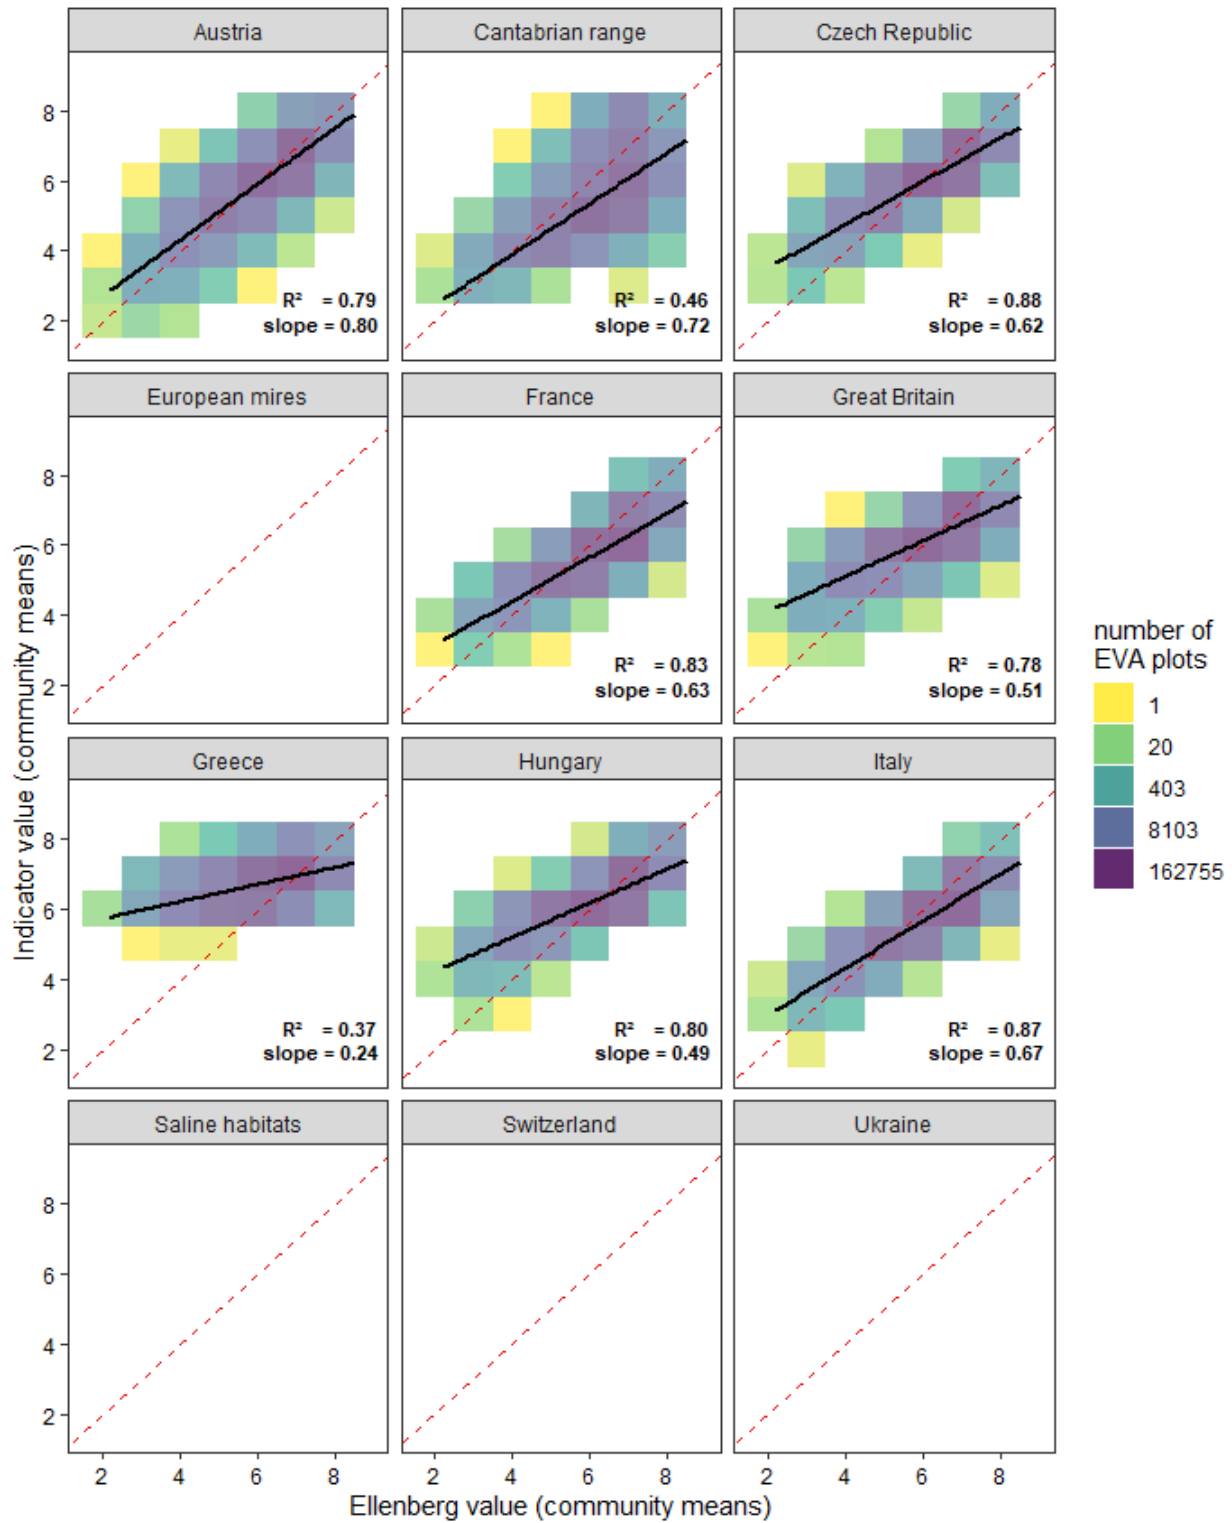 Austria
Cantabrian range
Czech Republic
8
6
4
2
R² = 0.79
slope = 0.80
R² = 0.46
slope = 0.72
R² = 0.88
slope = 0.62
European mires
France
Great Britain
8
6
4
2
R² = 0.83
slope = 0.63
R² = 0.78
slope = 0.51
Indicator value (community means)
Greece
Hungary
Italy
8
6
4
2
R² = 0.37
slope = 0.24
R² = 0.80
slope = 0.49
R² = 0.87
slope = 0.67
Saline habitats
Switzerland
Ukraine
8
6
4
2
2 4 6 8
2 4 6 8
2 4 6 8
Ellenberg value (community means)
number of
EVA plots
1
20
403
8103
162755